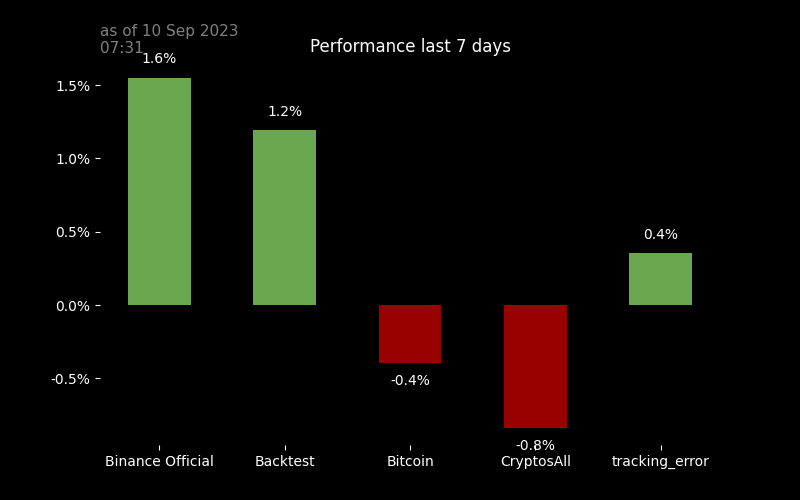 as of 10 Sep 2023
07:31
Performance last 7 days
1.6%
1.2%
0.4%
-0.4%
-0.8%
1.5%
1.0%
0.5%
0.0%
-0.5%
Binance Official
Backtest
Bitcoin
CryptosAll
tracking_error